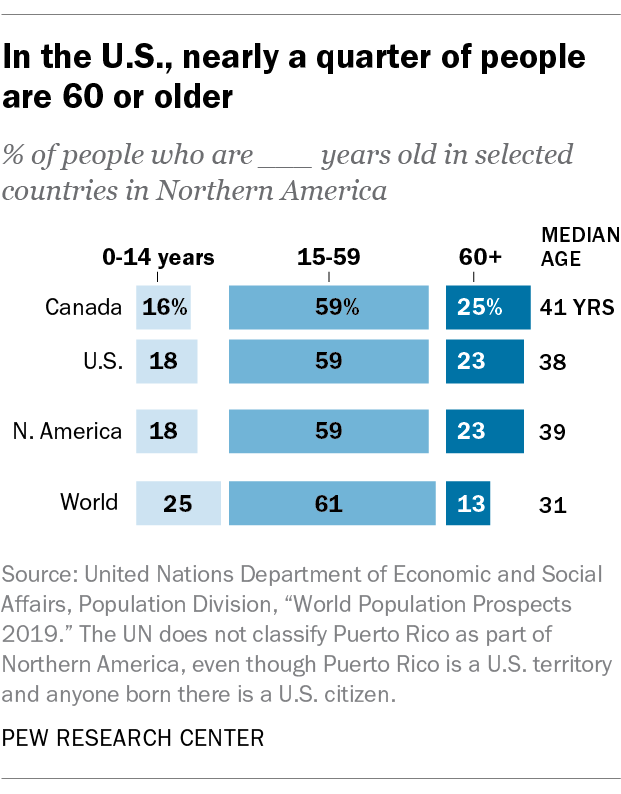 In the U.S., nearly a quarter of people
are 60 or older
% of people who are ___ years old in selected
countries in Northern America
MEDIAN
AGE
0-14 years 15-59 60+
Canada 16% 59% 25% 41 YRS
U.S. 18 59 23 38
N. America 18 59 23 39
World 25 61 13 31
Source: United Nations Department of Economic and Social
Affairs, Population Division, “World Population Prospects
2019.” The UN does not classify Puerto Rico as part of
Northern America, even though Puerto Rico is a U.S. territory
and anyone born there is a U.S. citizen.
PEW RESEARCH CENTER